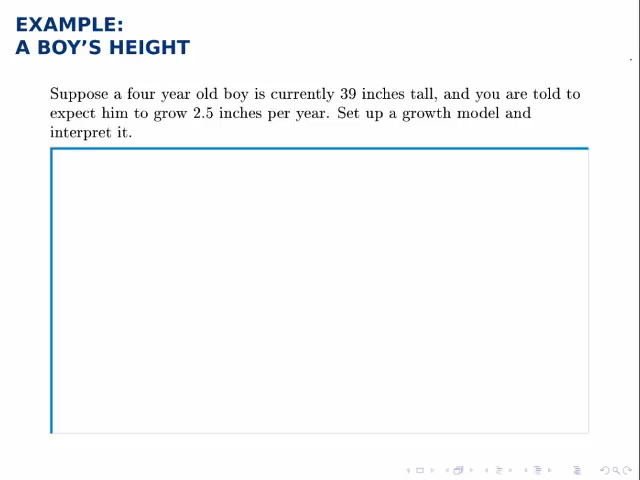 EXAMPLE:
A BOY'S HEIGHT
Suppose a four year old boy is currently 39 inches tall, and you are told to
expect him to grow 2.5 inches per year. Set up a growth model and
interpret it.